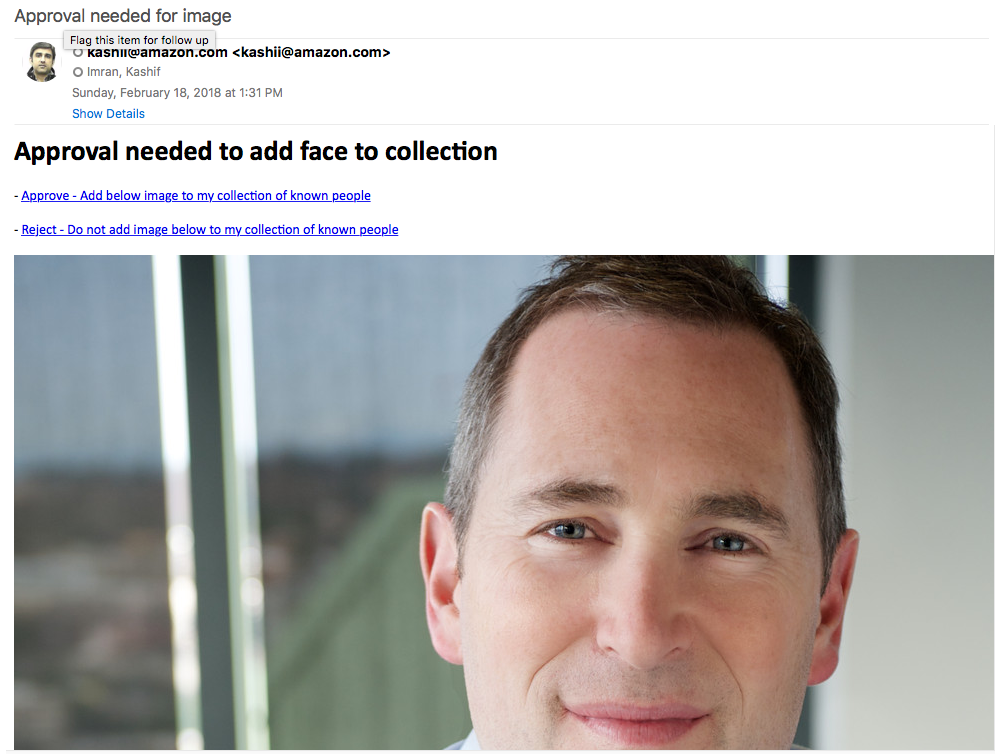 Approval needed for image
Flag this item for follow up
kashii@amazon.com <kashii@amazon.com>
Imran, Kashif
Sunday, February 18, 2018 at 1:31 PM
Show Details
Approval needed to add face to collection
- Approve - Add below image to my collection of known people
- Reject - Do not add image below to my collection of known people